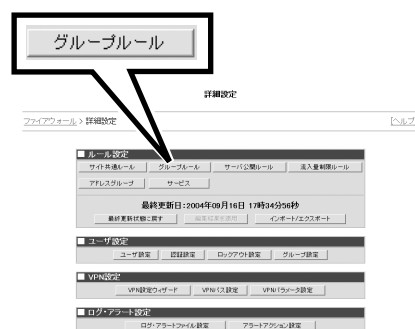 グループルール
詳細設定
ファイアウォール > 詳細設定 [ヘルプ
■ ルール設定
サイト共通ルール グループルール サーバ公開ルール 流入量制限ルール
アドレスグループ サービス
最終更新日:2004年09月16日 17時34分56秒
最終更新状態に戻す 編集結果を適用 インポート/エクスポート
■ ユーザ設定
ユーザ設定 認証設定 ロックアウト設定 グループ設定
■ VPN設定
VPN設定ウィザード VPNパス設定 VPNパラメータ設定
■ ログ・アラート設定
ログ・アラートファイル設定 アラートアクション設定